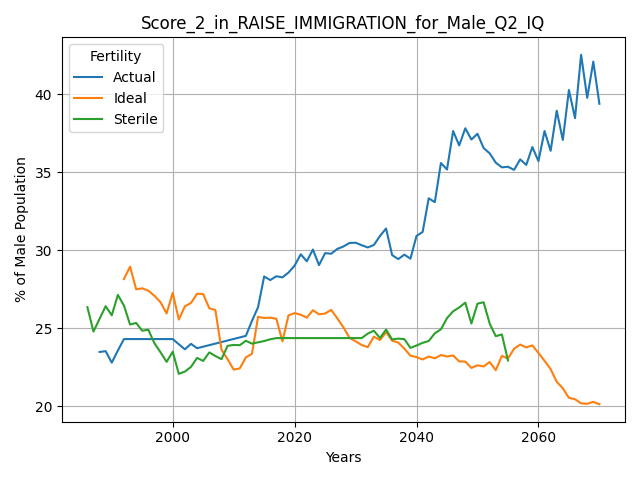 Score_2_in_RAISE_IMMIGRATION_for_Male_Q2_IQ
Fertility
Actual
Ideal
Sterile
% of Male Population
40
35
30
25
20
2000
2020
2040
2060
Years